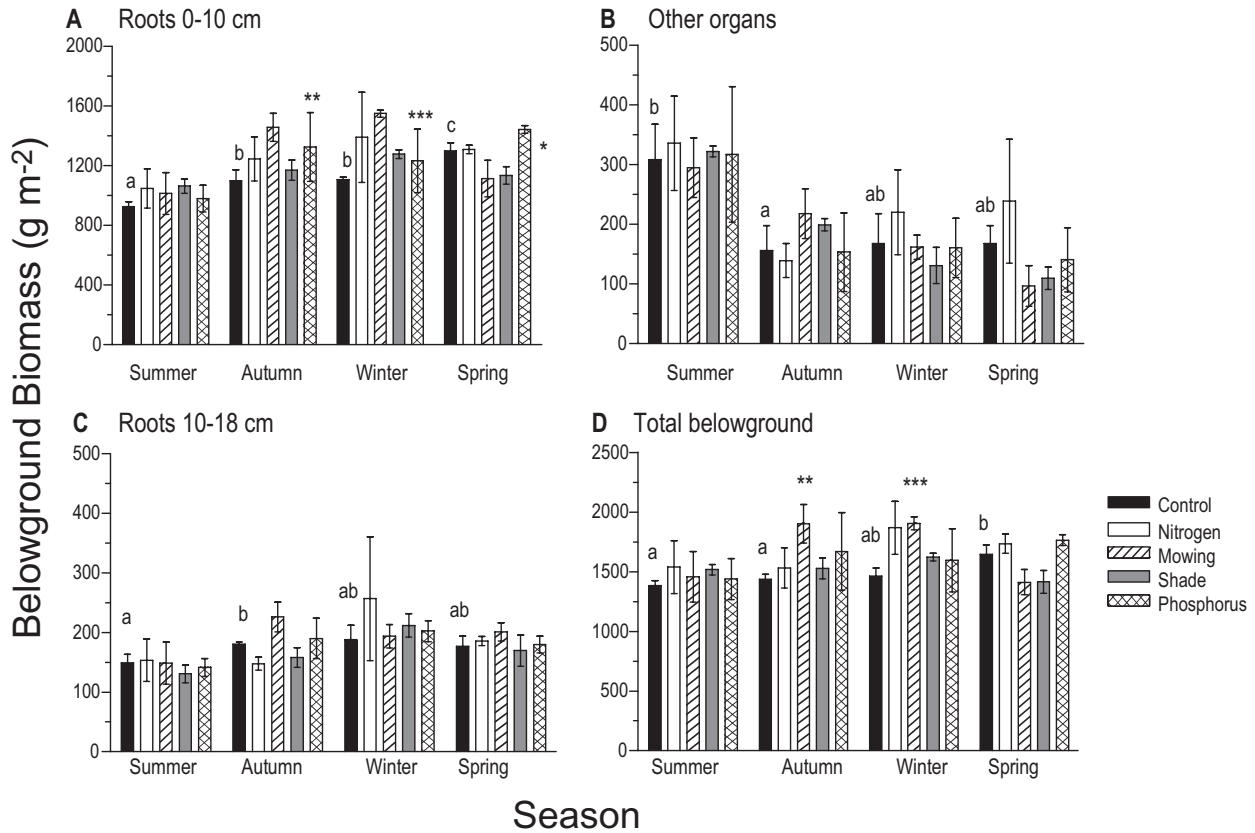 A Roots 0-10 cm
2000
1600
1200
800
400
0
a
b
**
b
***
c
*
Summer Autumn Winter Spring
B Other organs
500
400
300
200
100
0
b
a
ab
ab
Summer Autumn Winter Spring
C Roots 10-18 cm
500
400
300
200
100
0
a
b
ab
ab
Summer Autumn Winter Spring
D Total belowground
2500
2000
1500
1000
500
0
a
a
**
ab
***
b
Summer Autumn Winter Spring
Control
Nitrogen
Mowing
Shade
Phosphorus
Belowground Biomass (g m-2)
Season